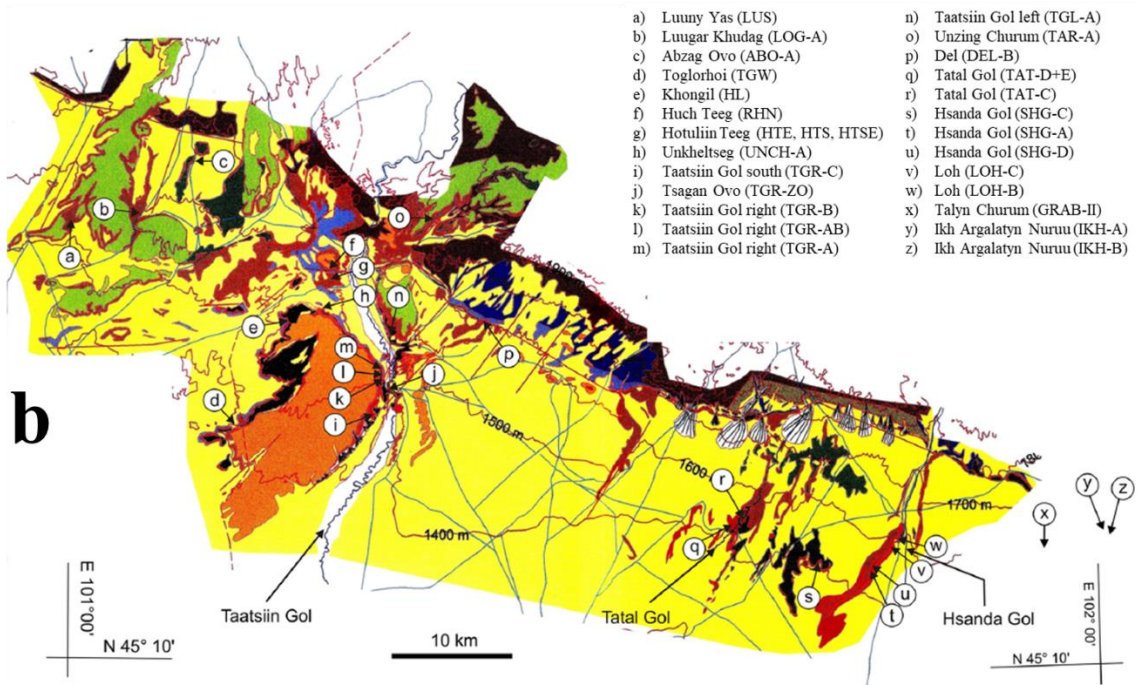 a) Luuny Yas (LUS)
b) Luugar Khudag (LOG-A)
c) Abzag Ovo (ABO-A)
d) Toglorhoi (TGW)
e) Khongil (HL)
f) Huch Teeg (RHN)
g) Hotuliin Teeg (HTE, HTS, HTSE)
h) Unkheltseg (UNCH-A)
i) Taatsiin Gol south (TGR-C)
j) Tsagan Ovo (TGR-ZO)
k) Taatsiin Gol right (TGR-B)
l) Taatsiin Gol right (TGR-AB)
m) Taatsiin Gol right (TGR-A)
n) Taatsiin Gol left (TGL-A)
o) Unzing Churum (TAR-A)
p) Del (DEL-B)
q) Tatal Gol (TAT-D+E)
r) Tatal Gol (TAT-C)
s) Hsanda Gol (SHG-C)
t) Hsanda Gol (SHG-A)
u) Hsanda Gol (SHG-D)
v) Loh (LOH-C)
w) Loh (LOH-B)
x) Talyn Churum (GRAB-II)
y) Ikh Argalatyn Nuruu (IKH-A)
z) Ikh Argalatyn Nuruu (IKH-B)
c
b
o
a
f
g
h
n
e
m
p
l
j
k
d
i
b
1500 m
1600 m
r
1700 m
y
z
x
1400 m
q
w
v
s
u
t
E 101°00'
Taatsiin Gol
Tatal Gol
Hsanda Gol
E 102° 00'
N 45° 10'
10 km
N 45° 10'